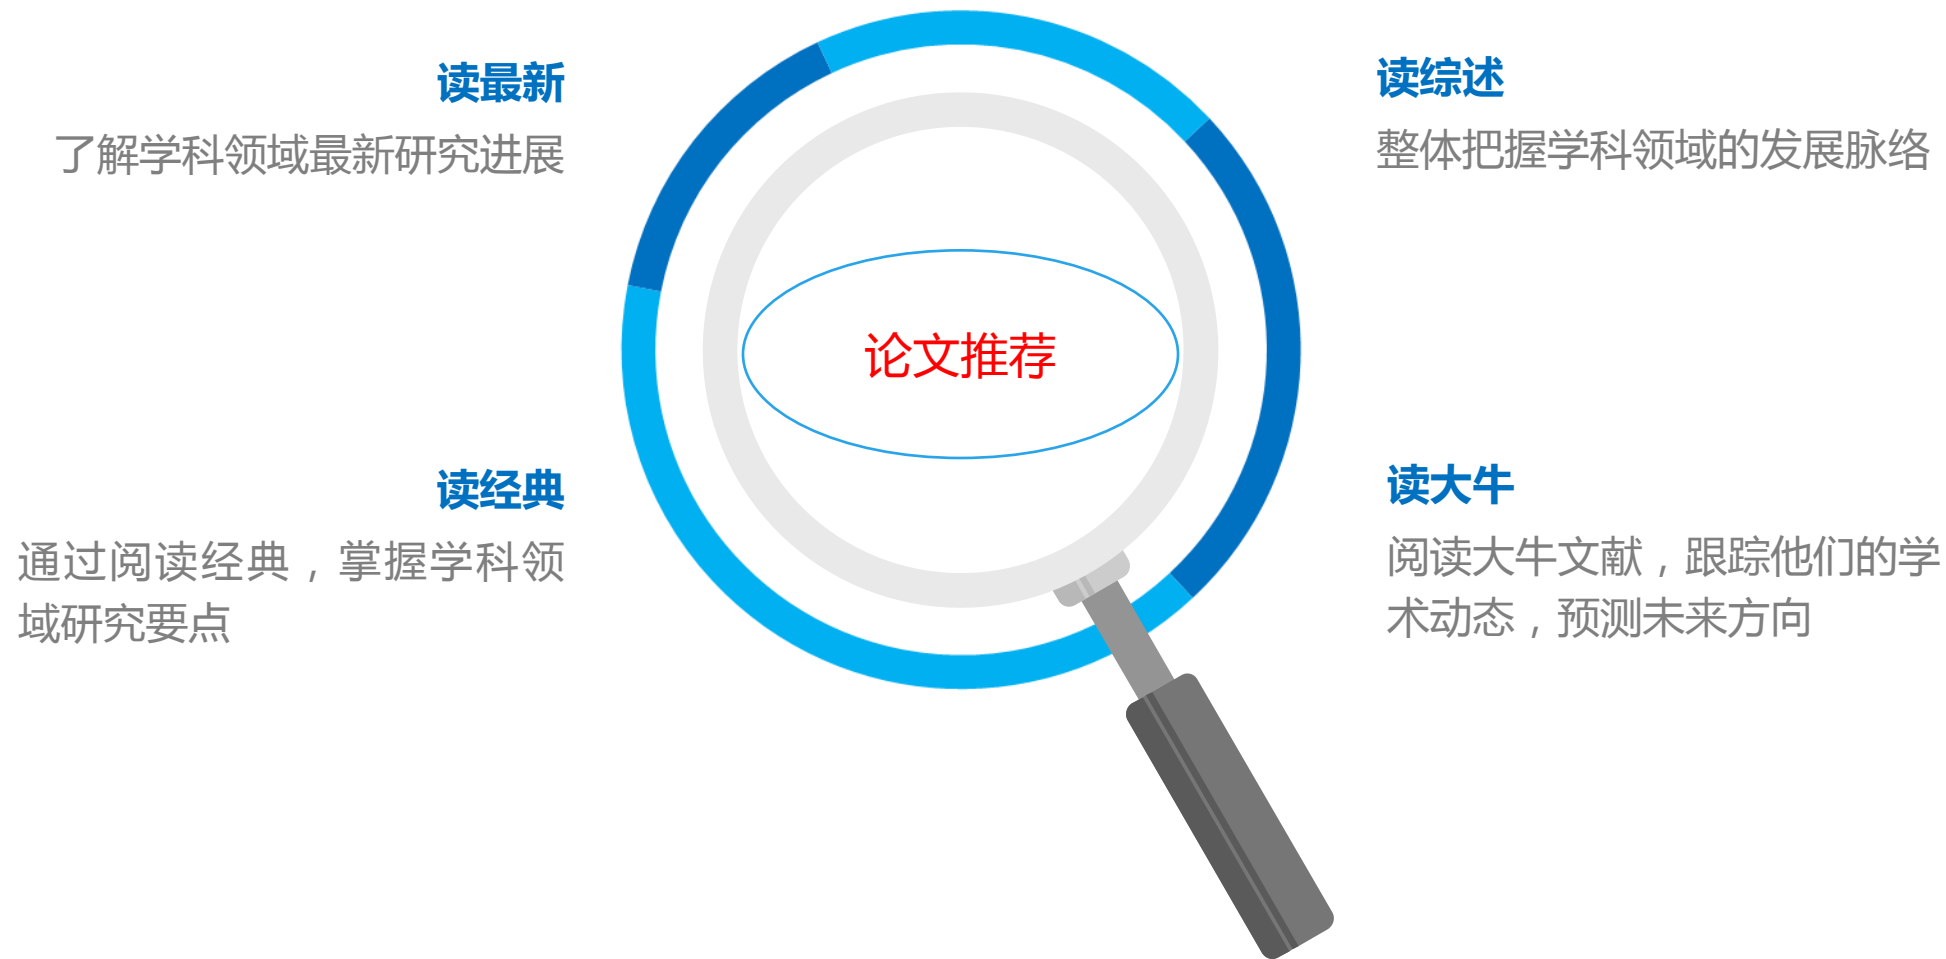 读最新
了解学科领域最新研究进展
读综述
整体把握学科领域的发展脉络
论文推荐
读经典
通过阅读经典，掌握学科领
域研究要点
读大牛
阅读大牛文献，跟踪他们的学
术动态，预测未来方向